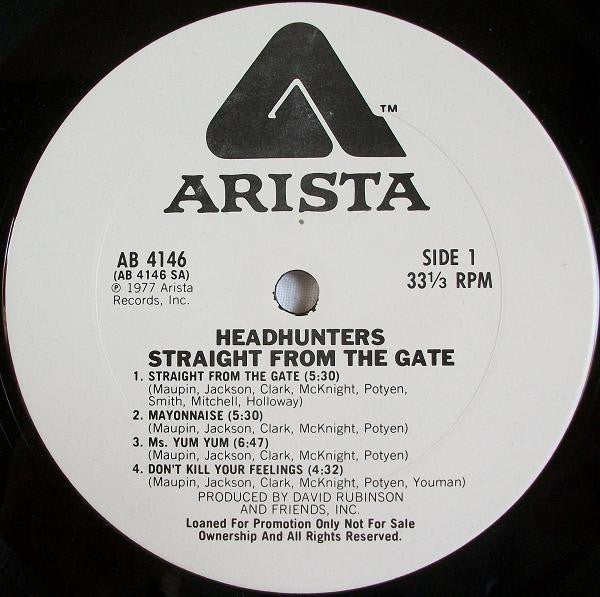 ™
ARISTA
AB 4146
(AB 4146 SA)
℗ 1977 Arista
Records, Inc.
SIDE 1
33⅓ RPM
HEADHUNTERS
STRAIGHT FROM THE GATE
1. STRAIGHT FROM THE GATE (5:30)
(Maupin, Jackson, Clark, McKnight, Potyen,
Smith, Mitchell, Holloway)
2. MAYONNAISE (5:30)
(Maupin, Jackson, Clark, McKnight, Potyen)
3. Ms. YUM YUM (6:47)
(Maupin, Jackson, Clark, McKnight, Potyen)
4. DON'T KILL YOUR FEELINGS (4:32)
(Maupin, Jackson, Clark, McKnight, Potyen, Youman)
PRODUCED BY DAVID RUBINSON
AND FRIENDS, INC.
Loaned For Promotion Only Not For Sale
Ownership And All Rights Reserved.